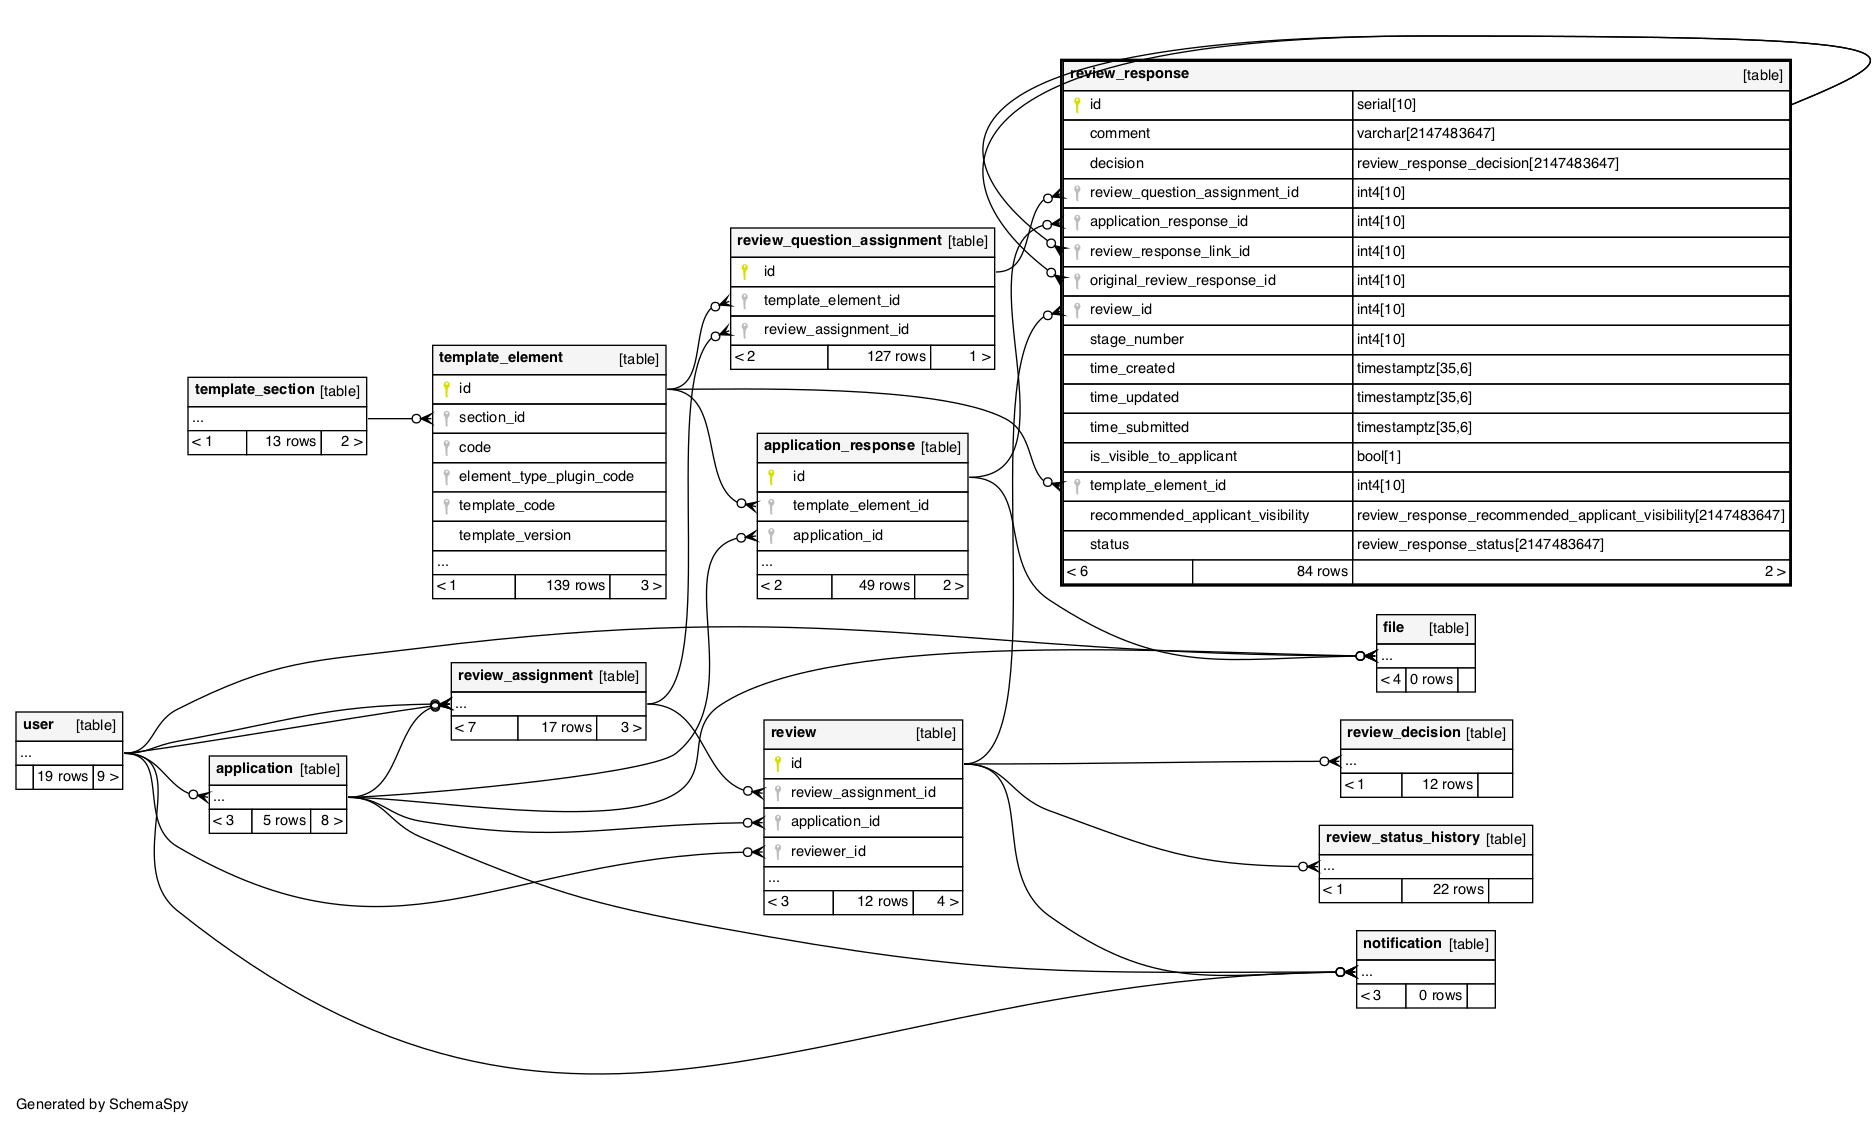 review_response [table]
id serial[10]
comment varchar[2147483647]
decision review_response_decision[2147483647]
review_question_assignment_id int4[10]
application_response_id int4[10]
review_response_link_id int4[10]
original_review_response_id int4[10]
review_id int4[10]
stage_number int4[10]
time_created timestamptz[35,6]
time_updated timestamptz[35,6]
time_submitted timestamptz[35,6]
is_visible_to_applicant bool[1]
template_element_id int4[10]
recommended_applicant_visibility review_response_recommended_applicant_visibility[2147483647]
status review_response_status[2147483647]
< 6 84 rows 2 >
review_question_assignment [table]
id
template_element_id
review_assignment_id
< 2 127 rows 1 >
template_element [table]
id
section_id
code
element_type_plugin_code
template_code
template_version
...
< 1 139 rows 3 >
template_section [table]
...
< 1 13 rows 2 >
application_response [table]
id
template_element_id
application_id
...
< 2 49 rows 2 >
file [table]
...
< 4 0 rows
review_assignment [table]
...
< 7 17 rows 3 >
user [table]
...
19 rows 9 >
application [table]
...
< 3 5 rows 8 >
review [table]
id
review_assignment_id
application_id
reviewer_id
...
< 3 12 rows 4 >
review_decision [table]
...
< 1 12 rows
review_status_history [table]
...
< 1 22 rows
notification [table]
...
< 3 0 rows
Generated by SchemaSpy